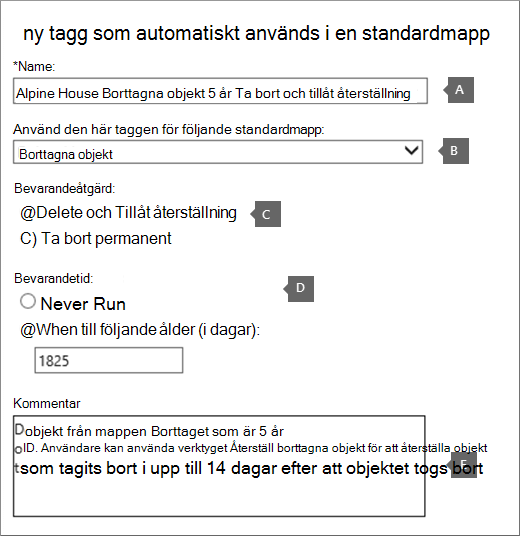 ny tagg som automatiskt används i en standardmapp
*Name:
Alpine House Borttagna objekt 5 år Ta bort och tillåt återställning
A
Använd den här taggen för följande standardmapp:
Borttagna objekt
B
Bevarandeåtgärd:
@Delete och Tillåt återställning
C
C) Ta bort permanent
Bevarandetid:
D
Never Run
@When till följande ålder (i dagar):
1825
Kommentar
Dobjekt från mappen Borttaget som är 5 år
oID. Användare kan använda verktyget Återställ borttagna objekt för att återställa objekt
tsom tagits bort i upp till 14 dagar efter att objektet togs bort
E